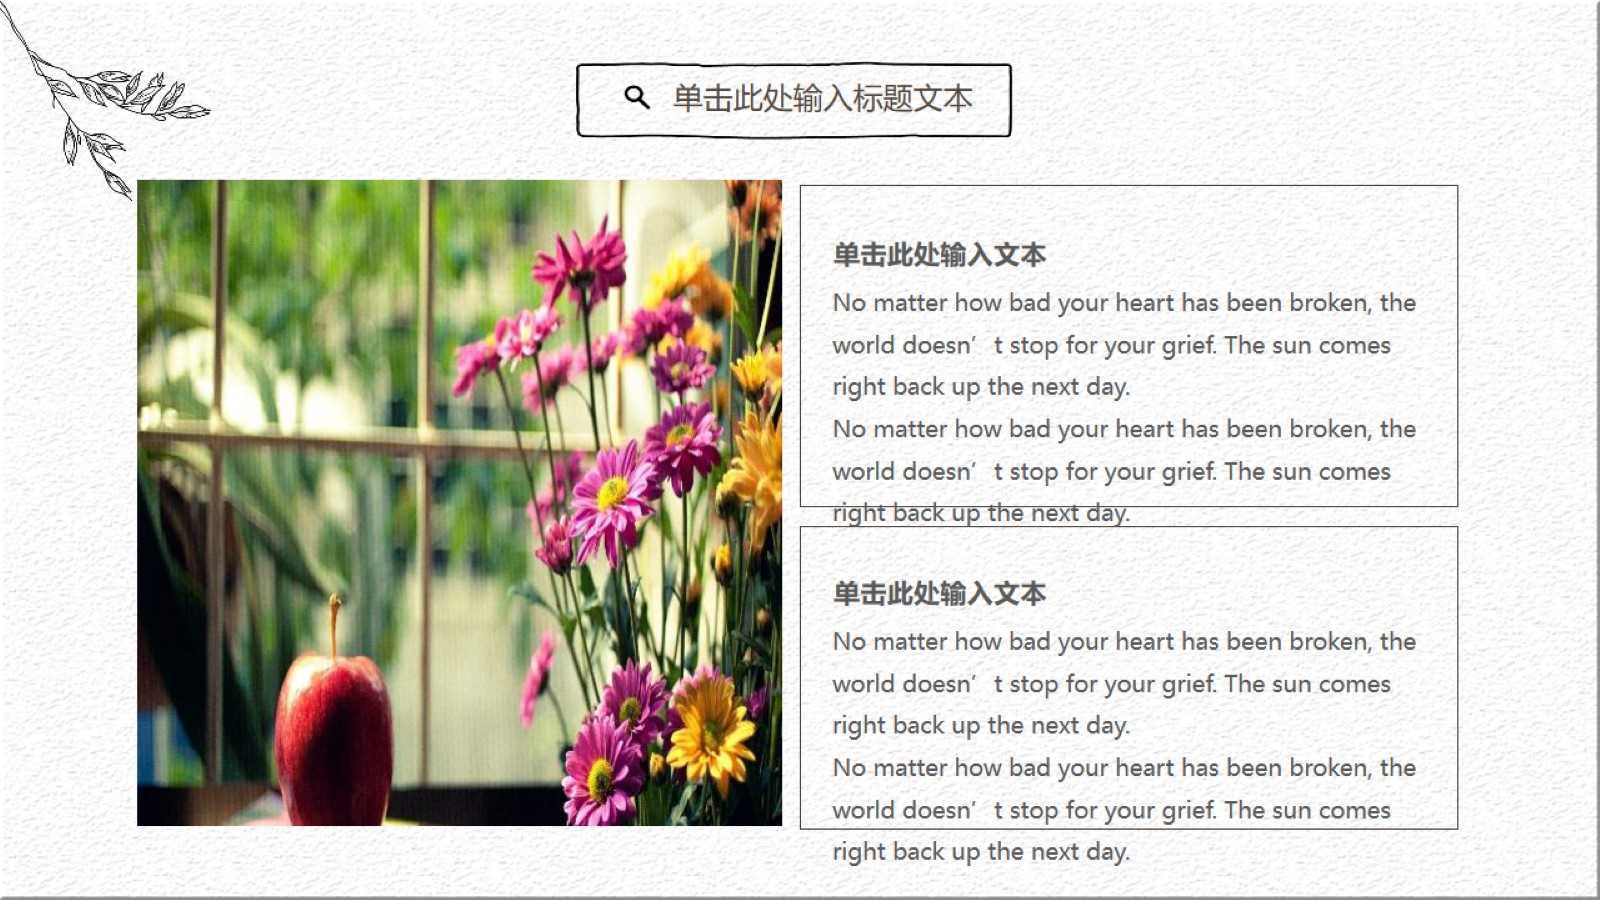 单击此处输入标题文本
单击此处输入文本
No matter how bad your heart has been broken, the
world doesn’ t stop for your grief. The sun comes
right back up the next day.
No matter how bad your heart has been broken, the
world doesn’ t stop for your grief. The sun comes
right back up the next day.
单击此处输入文本
No matter how bad your heart has been broken, the
world doesn’ t stop for your grief. The sun comes
right back up the next day.
No matter how bad your heart has been broken, the
world doesn’ t stop for your grief. The sun comes
right back up the next day.